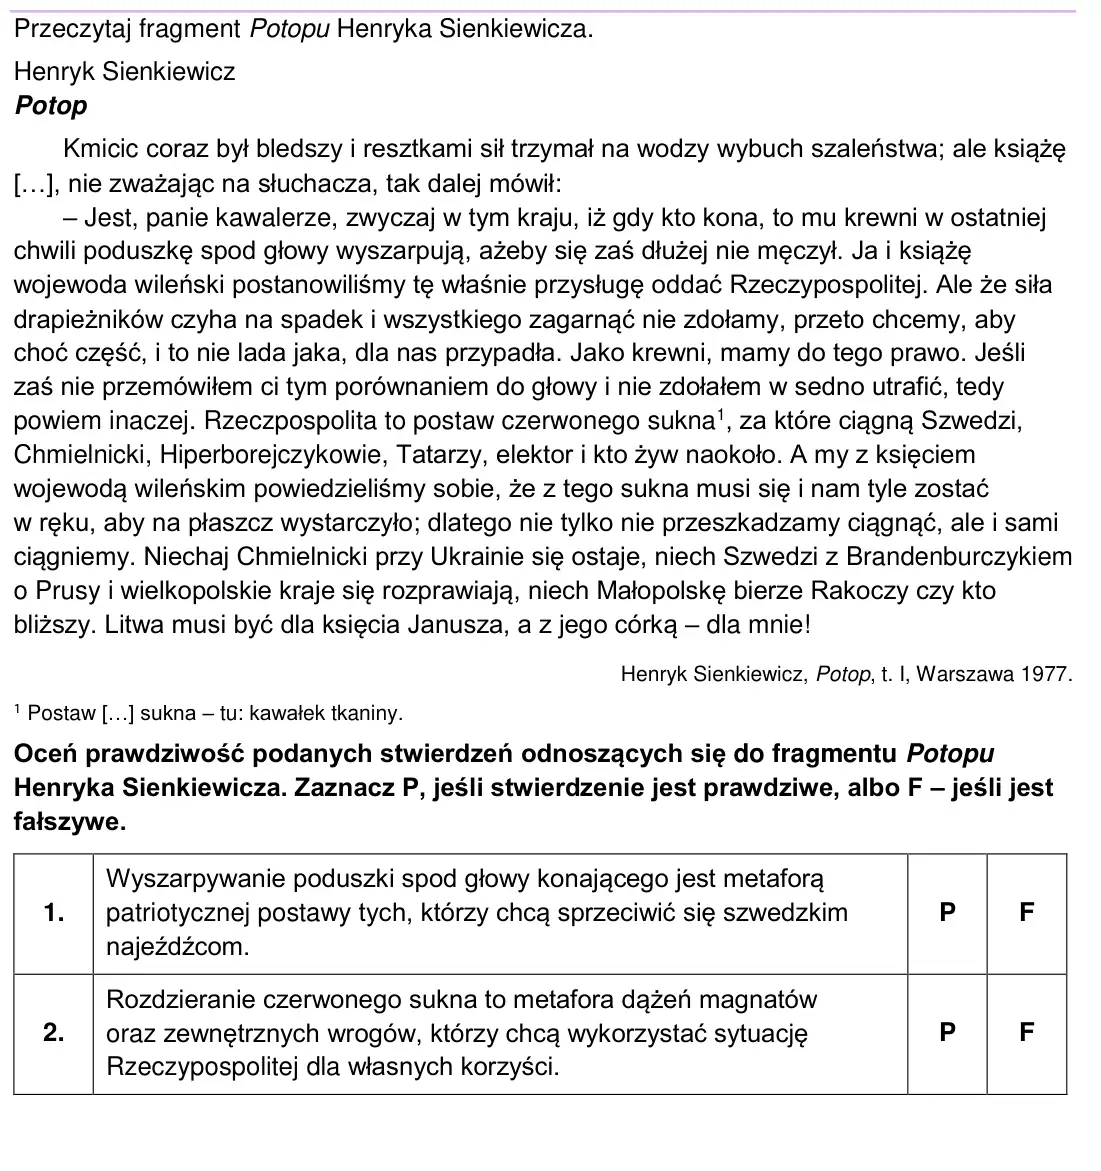 Przeczytaj fragment Potopu Henryka Sienkiewicza.
Henryk Sienkiewicz
Potop
Kmicic coraz był bledszy i resztkami sił trzymał na wodzy wybuch szaleństwa; ale książę
[…], nie zważając na słuchacza, tak dalej mówił:
– Jest, panie kawalerze, zwyczaj w tym kraju, iż gdy kto kona, to mu krewni w ostatniej
chwili poduszkę spod głowy wyszarpują, ażeby się zaś dłużej nie męczył. Ja i książę
wojewoda wileński postanowiliśmy tę właśnie przysługę oddać Rzeczypospolitej. Ale że siła
drapieżników czyha na spadek i wszystkiego zagarnąć nie zdołamy, przeto chcemy, aby
choć część, i to nie lada jaka, dla nas przypadła. Jako krewni, mamy do tego prawo. Jeśli
zaś nie przemówiłem ci tym porównaniem do głowy i nie zdołałem w sedno utrafić, tedy
powiem inaczej. Rzeczpospolita to postaw czerwonego sukna¹, za które ciągną Szwedzi,
Chmielnicki, Hiperborejczykowie, Tatarzy, elektor i kto żyw naokoło. A my z księciem
wojewodą wileńskim powiedzieliśmy sobie, że z tego sukna musi się i nam tyle zostać
w ręku, aby na płaszcz wystarczyło; dlatego nie tylko nie przeszkadzamy ciągnąć, ale i sami
ciągniemy. Niechaj Chmielnicki przy Ukrainie się ostaje, niech Szwedzi z Brandenburczykiem
o Prusy i wielkopolskie kraje się rozprawiają, niech Małopolskę bierze Rakoczy czy kto
bliższy. Litwa musi być dla księcia Janusza, a z jego córką – dla mnie!
Henryk Sienkiewicz, Potop, t. I, Warszawa 1977.
¹ Postaw […] sukna – tu: kawałek tkaniny.
Oceń prawdziwość podanych stwierdzeń odnoszących się do fragmentu Potopu
Henryka Sienkiewicza. Zaznacz P, jeśli stwierdzenie jest prawdziwe, albo F – jeśli jest
fałszywe.
Wyszarpywanie poduszki spod głowy konającego jest metaforą
1. patriotycznej postawy tych, którzy chcą sprzeciwić się szwedzkim P F
najeźdźcom.
Rozdzieranie czerwonego sukna to metafora dążeń magnatów
2. oraz zewnętrznych wrogów, którzy chcą wykorzystać sytuację P F
Rzeczypospolitej dla własnych korzyści.